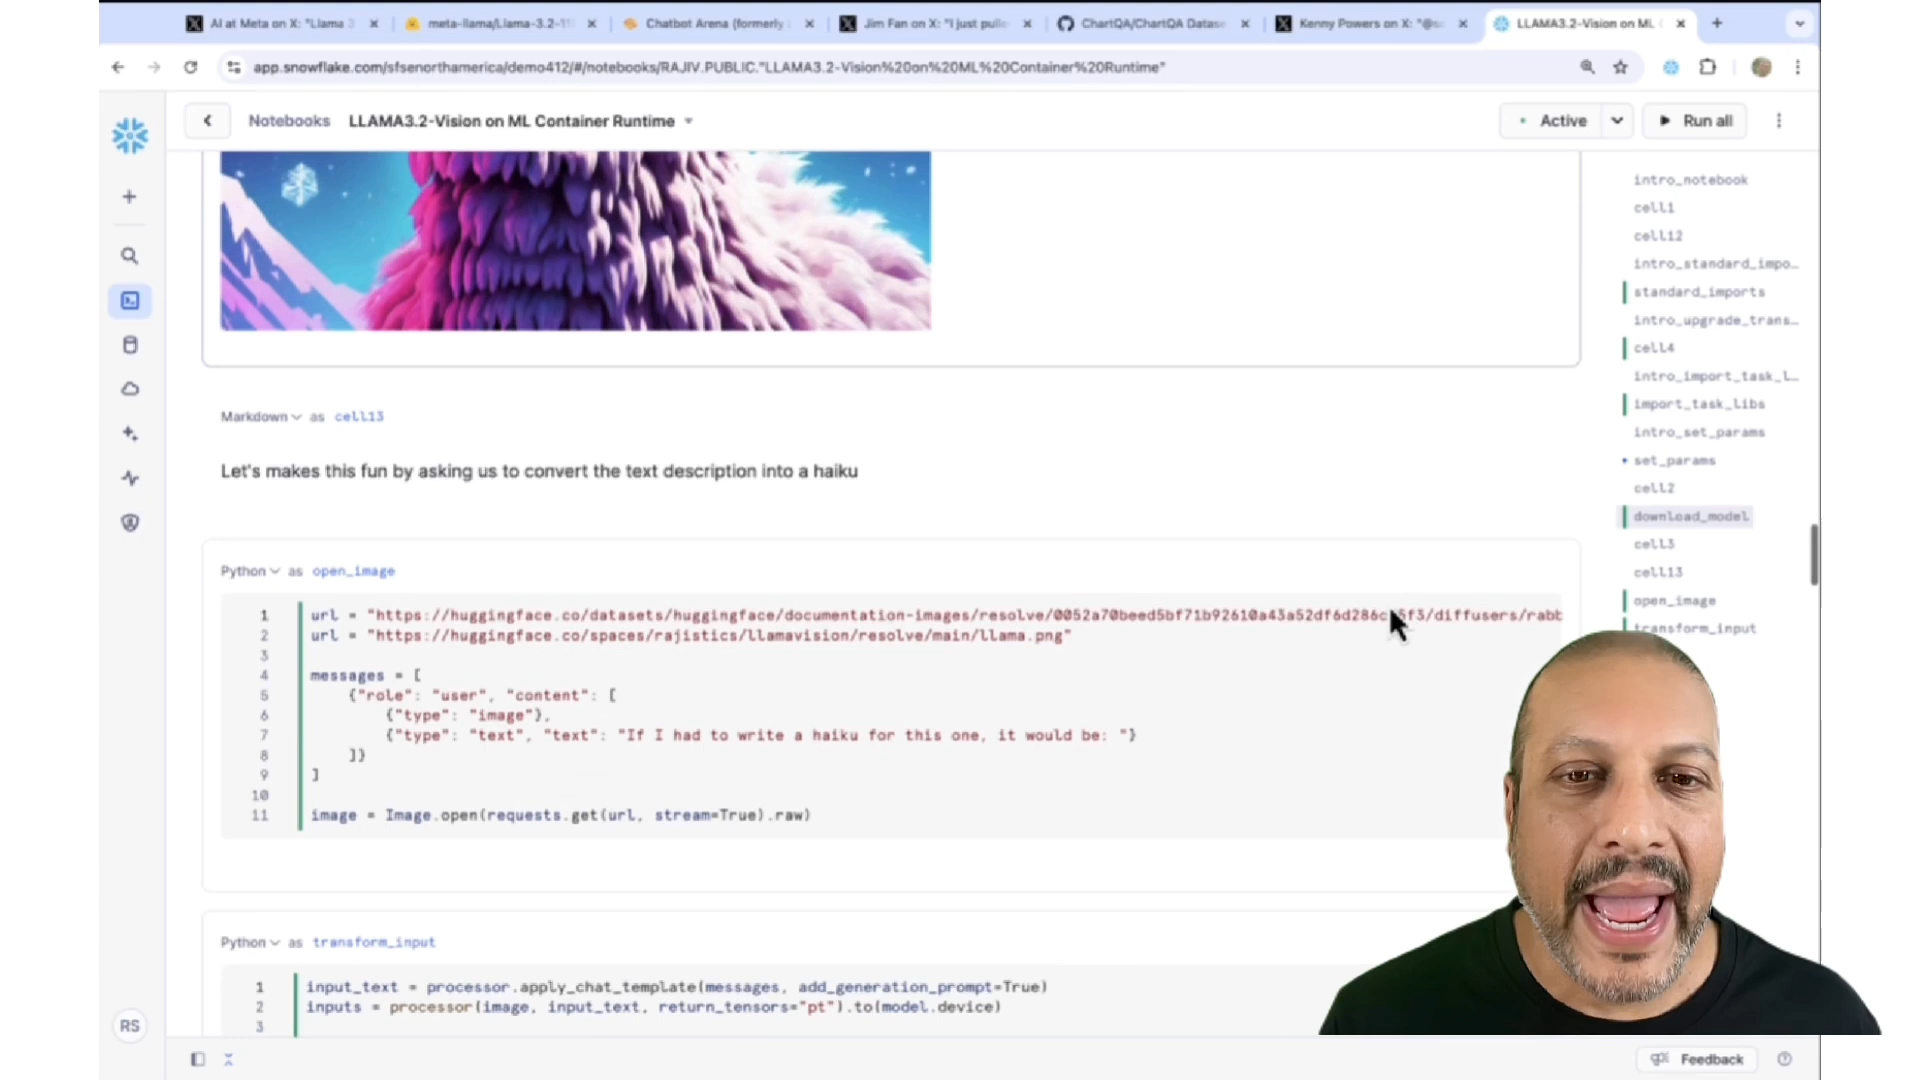 AI at Meta on X: "Llama 3
meta-llama/Llama-3.2-11
Chatbot Arena (formerly
Jim Fan on X: "I just pulle
ChartQA/ChartQA Datase
Kenny Powers on X: "@s
LLAMA3.2-Vision on ML
app.snowflake.com/sfsenorthamerica/demo412/#/notebooks/RAJIV.PUBLIC."LLAMA3.2-Vision%20on%20ML%20Container%20Runtime"
Notebooks LLAMA3.2-Vision on ML Container Runtime
Active
Run all
intro_notebook
cell1
cell12
intro_standard_impo…
standard_imports
intro_upgrade_trans…
cell4
intro_import_task_l…
import_task_libs
intro_set_params
set_params
cell2
download_model
cell3
cell13
open_image
transform_input
Markdown as cell13
Let's makes this fun by asking us to convert the text description into a haiku
Python as open_image
1 url = "https://huggingface.co/datasets/huggingface/documentation-images/resolve/0052a70beed5bf71b92610a43a52df6d286c 5f3/diffusers/rabb
2 url = "https://huggingface.co/spaces/rajistics/llamavision/resolve/main/llama.png"
3
4 messages = [
5 {"role": "user", "content": [
6 {"type": "image"},
7 {"type": "text", "text": "If I had to write a haiku for this one, it would be: "}
8 ]}
9 ]
10
11 image = Image.open(requests.get(url, stream=True).raw)
Python as transform_input
1 input_text = processor.apply_chat_template(messages, add_generation_prompt=True)
2 inputs = processor(image, input_text, return_tensors="pt").to(model.device)
3
RS
Feedback